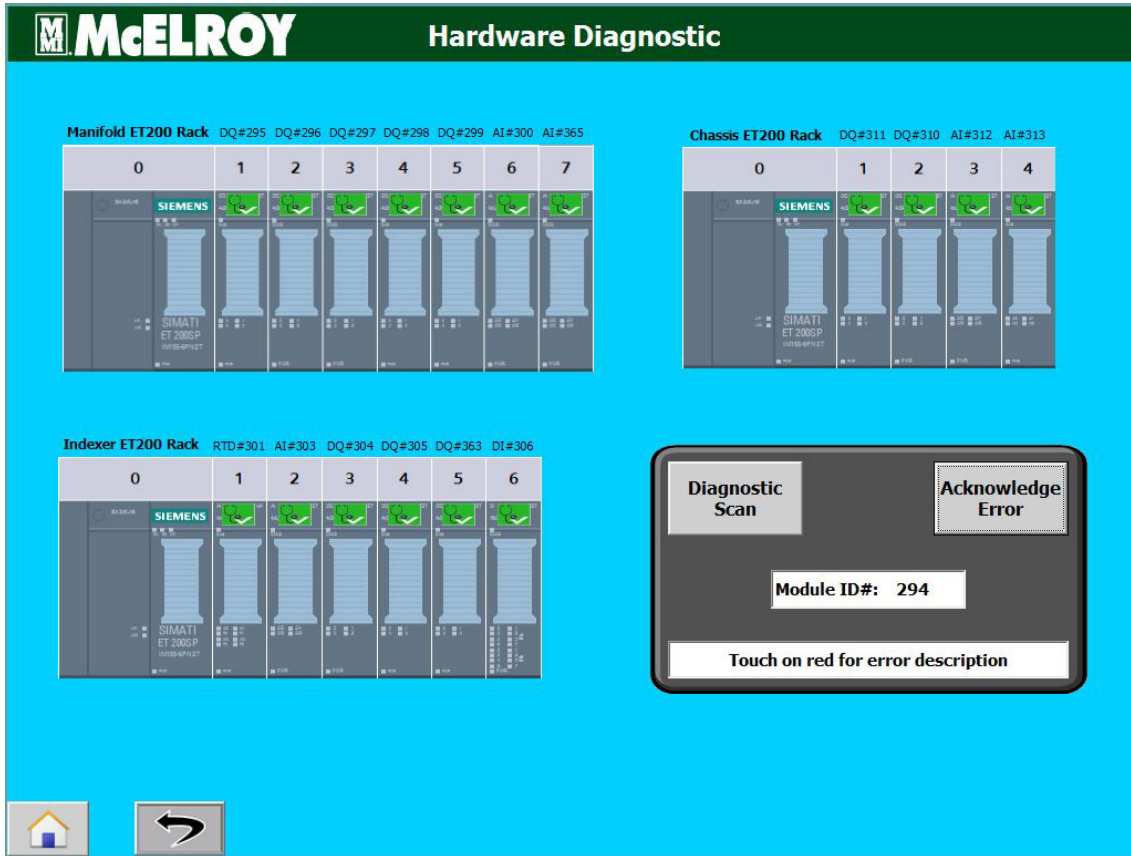 MMI McELROY Hardware Diagnostic
Manifold ET200 Rack DQ#295 DQ#296 DQ#297 DQ#298 DQ#299 AI#300 AI#365
0 1 2 3 4 5 6 7
SIEMENS
SIMATI
ET 200SP
Chassis ET200 Rack DQ#311 DQ#310 AI#312 AI#313
0 1 2 3 4
SIEMENS
SIMATI
ET 200SP
Indexer ET200 Rack RTD#301 AI#303 DQ#304 DQ#305 DQ#363 DI#306
0 1 2 3 4 5 6
SIEMENS
SIMATI
ET 200SP
Diagnostic
Scan
Acknowledge
Error
Module ID#: 294
Touch on red for error description